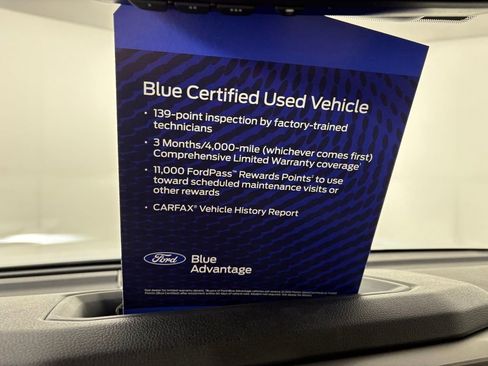 Blue Certified Used Vehicle
• 139-point inspection by factory-trained
technicians
• 3 Months/4,000-mile (whichever comes first)
Comprehensive Limited Warranty coverage¹
• 11,000 FordPass™ Rewards Points² to use
toward scheduled maintenance visits or
other rewards
• CARFAX® Vehicle History Report
Ford
Blue
Advantage